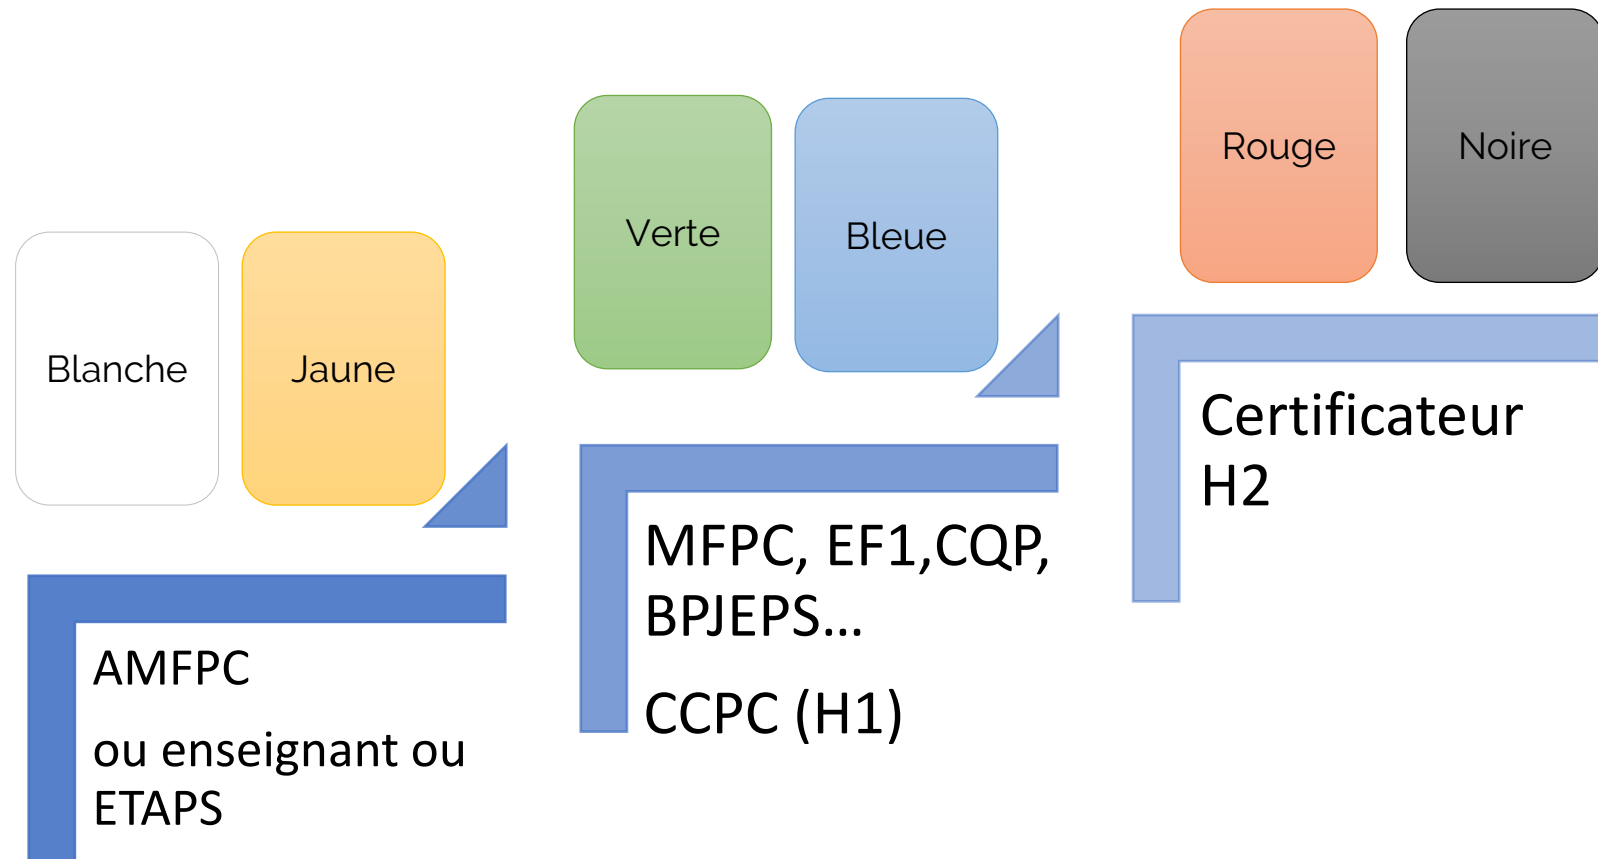 Blanche
Jaune
AMFPC
ou enseignant ou
ETAPS
Verte
Bleue
MFPC, EF1,CQP,
BPJEPS...
CCPC (H1)
Rouge
Noire
Certificateur
H2